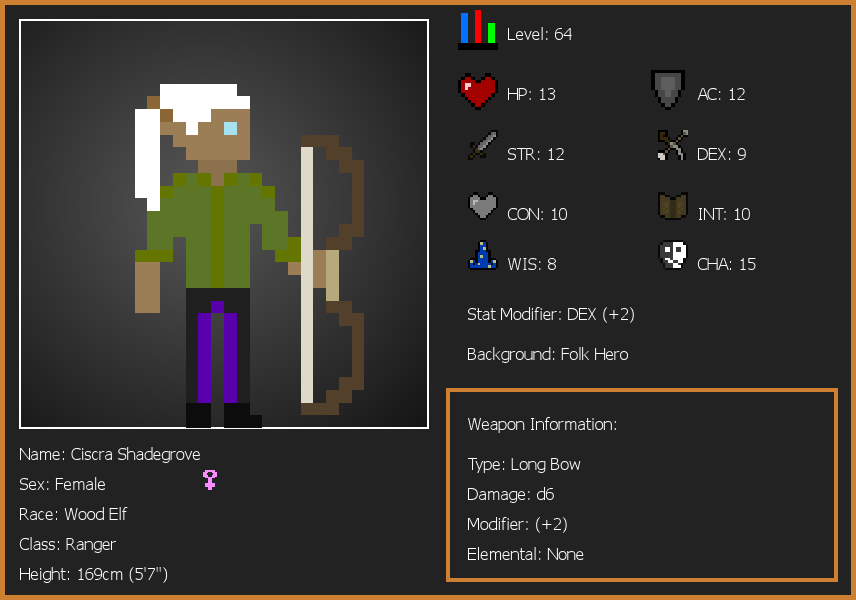 Level: 64
HP: 13
AC: 12
STR: 12
DEX: 9
CON: 10
INT: 10
WIS: 8
CHA: 15
Stat Modifier: DEX (+2)
Background: Folk Hero
Weapon Information:
Type: Long Bow
Damage: d6
Modifier: (+2)
Elemental: None
Name: Ciscra Shadegrove
Sex: Female
Race: Wood Elf
Class: Ranger
Height: 169cm (5'7")